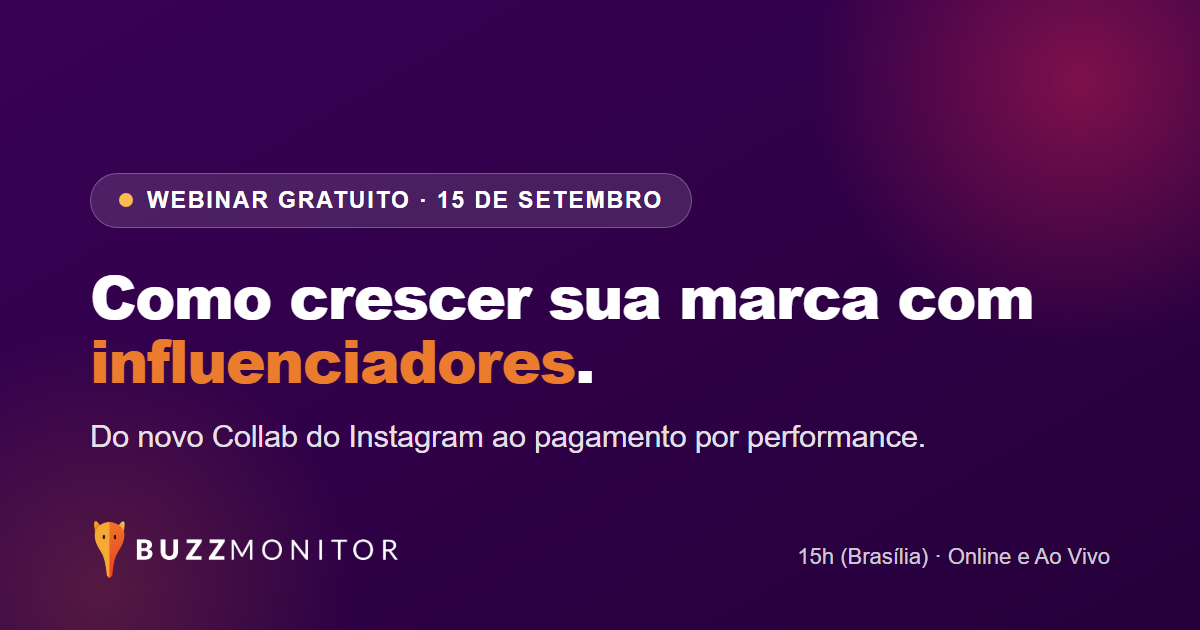 WEBINAR GRATUITO · 15 DE SETEMBRO
Como crescer sua marca com
influenciadores.
Do novo Collab do Instagram ao pagamento por performance.
BUZZMONITOR
15h (Brasília) · Online e Ao Vivo